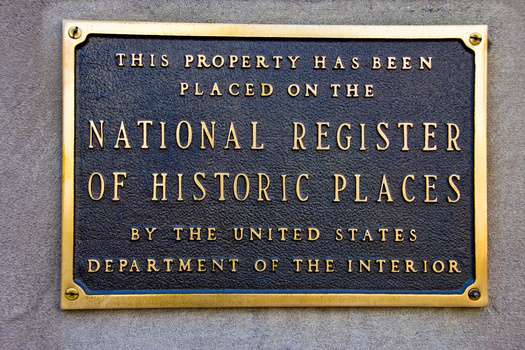 THIS PROPERTY HAS BEEN
PLACED ON THE
NATIONAL REGISTER
OF HISTORIC PLACES
BY THE UNITED STATES
DEPARTMENT OF THE INTERIOR